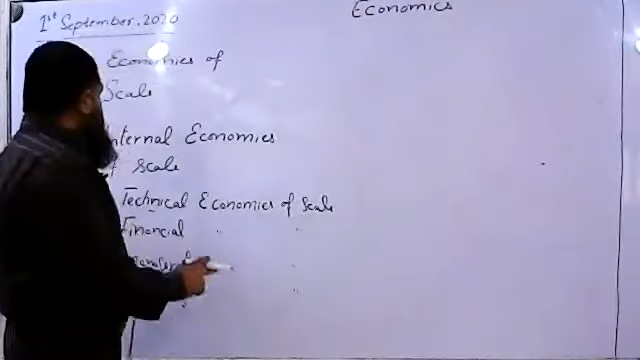 1st September, 2020
Economics
Economies of
Scale
Internal Economies
of Scale
Technical Economies of Scale
Financial " "